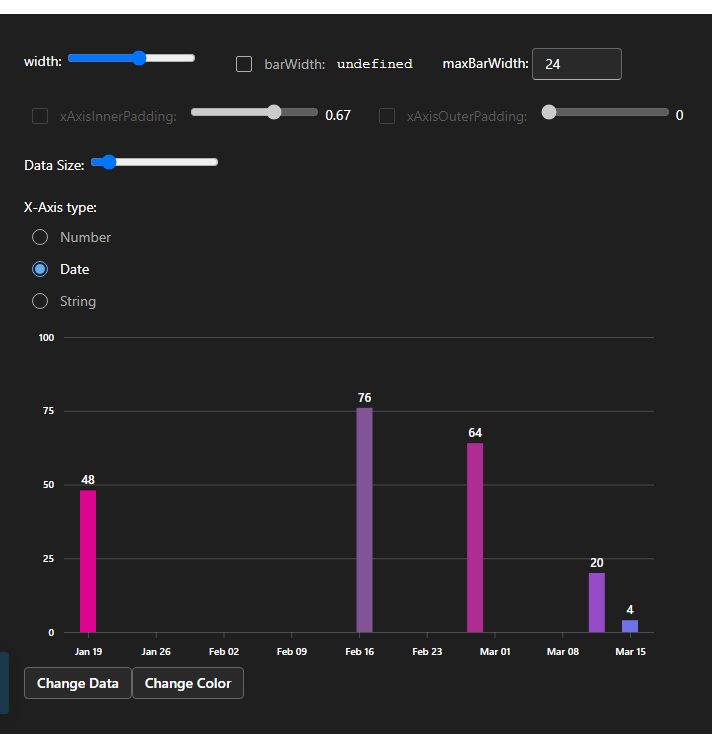 width: barWidth: undefined maxBarWidth: 24
xAxisInnerPadding: 0.67 xAxisOuterPadding: 0
Data Size:
X-Axis type:
Number
Date
String
100
75
50
25
0
76
64
48
20
4
Jan 19 Jan 26 Feb 02 Feb 09 Feb 16 Feb 23 Mar 01 Mar 08 Mar 15
Change Data Change Color